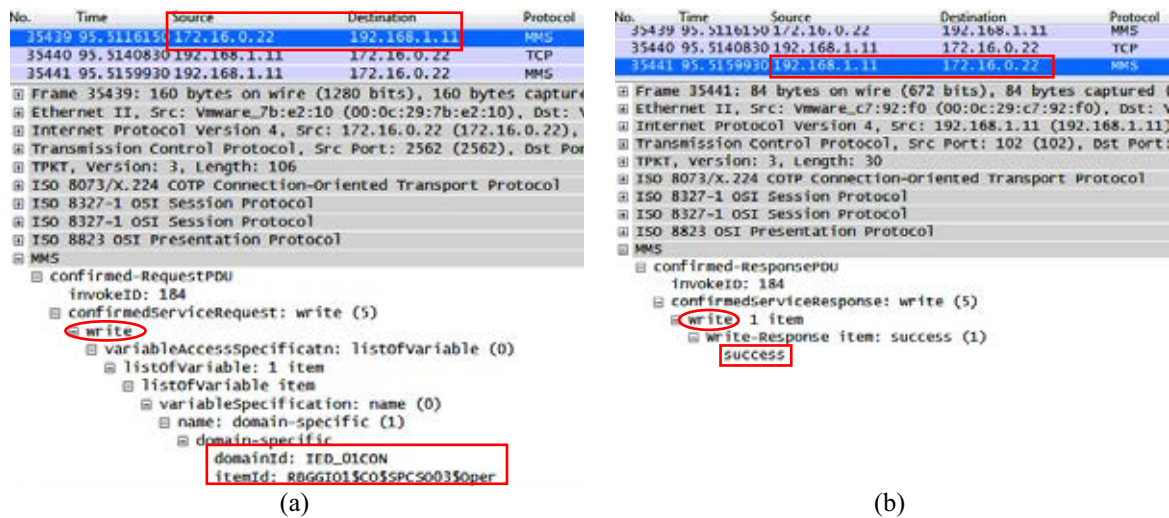 No. Time Source Destination Protocol
35439 95.5116150 172.16.0.22 192.168.1.11 MMS
35440 95.5140830 192.168.1.11 172.16.0.22 TCP
35441 95.5159930 192.168.1.11 172.16.0.22 MMS
Frame 35439: 160 bytes on wire (1280 bits), 160 bytes capture
Ethernet II, Src: Vmware_7b:e2:10 (00:0c:29:7b:e2:10), Dst:
Internet Protocol Version 4, Src: 172.16.0.22 (172.16.0.22),
Transmission Control Protocol, Src Port: 2562 (2562), Dst Por
TPKT, Version: 3, Length: 106
ISO 8073/X.224 COTP Connection-Oriented Transport Protocol
ISO 8327-1 OSI Session Protocol
ISO 8327-1 OSI Session Protocol
ISO 8823 OSI Presentation Protocol
MMS
confirmed-RequestPDU
invokeID: 184
confirmedServiceRequest: write (5)
write
variableAccessSpecificatn: listOfVariable (0)
listOfVariable: 1 item
listOfVariable item
variableSpecification: name (0)
name: domain-specific (1)
domain-specific
domainId: IED_01CON
itemId: RBGGIO1$CO$SPCSO03$Oper
(a)
No. Time Source Destination Protocol
35439 95.5116150 172.16.0.22 192.168.1.11 MMS
35440 95.5140830 192.168.1.11 172.16.0.22 TCP
35441 95.5159930 192.168.1.11 172.16.0.22 MMS
Frame 35441: 84 bytes on wire (672 bits), 84 bytes captured (
Ethernet II, Src: Vmware_c7:92:f0 (00:0c:29:c7:92:f0), Dst:
Internet Protocol Version 4, Src: 192.168.1.11 (192.168.1.11)
Transmission Control Protocol, Src Port: 102 (102), Dst Port:
TPKT, Version: 3, Length: 30
ISO 8073/X.224 COTP Connection-Oriented Transport Protocol
ISO 8327-1 OSI Session Protocol
ISO 8327-1 OSI Session Protocol
ISO 8823 OSI Presentation Protocol
MMS
confirmed-ResponsePDU
invokeID: 184
confirmedServiceResponse: write (5)
write: 1 item
Write-Response item: success (1)
success
(b)